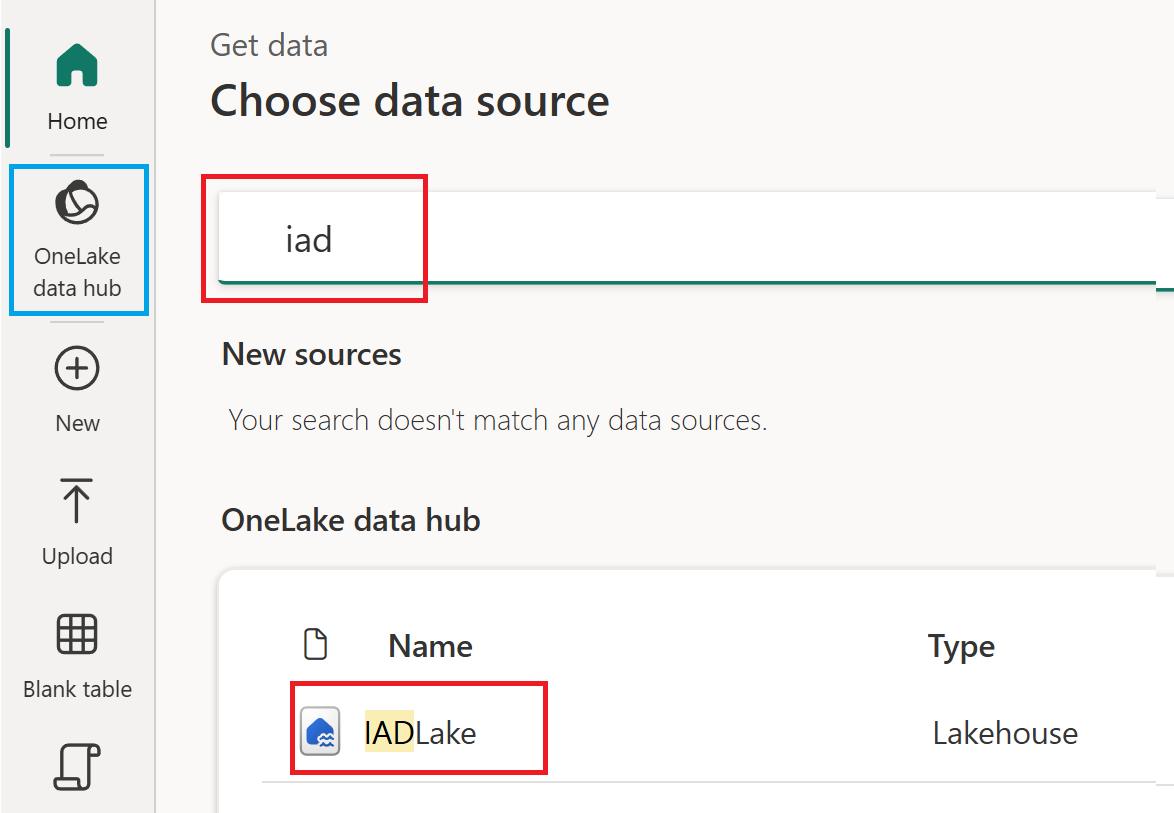 Home
OneLake
data hub
New
Upload
Blank table
Get data
Choose data source
iad
New sources
Your search doesn't match any data sources.
OneLake data hub
Name Type
IADLake Lakehouse